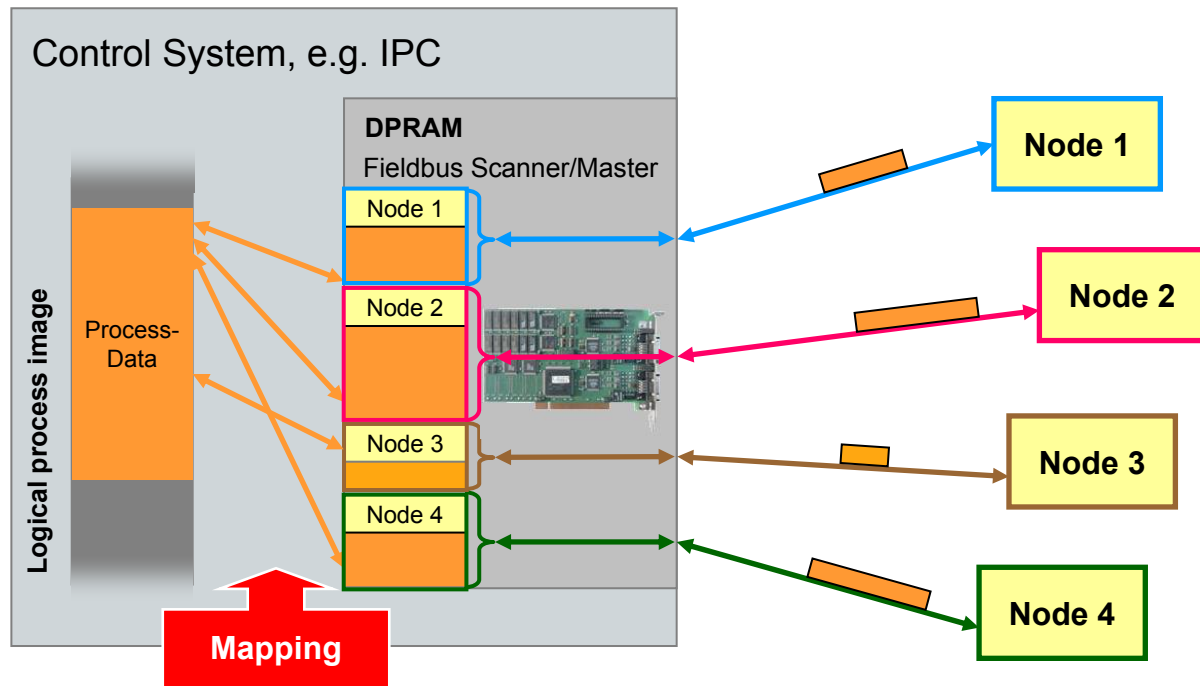 Control System, e.g. IPC
DPRAM
Fieldbus Scanner/Master
Node 1
Node 2
Node 3
Node 4
Logical process image
Process-
Data
Mapping
Node 1
Node 2
Node 3
Node 4